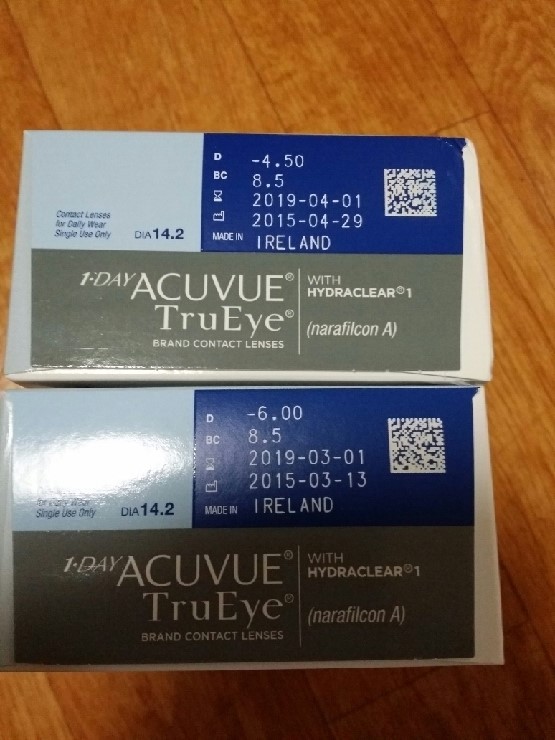 D -4.50
BC 8.5
2019-04-01
2015-04-29
MADE IN IRELAND
Contact Lenses
for Daily Wear
Single Use Only
DIA 14.2
1·DAY ACUVUE®
TruEye®
BRAND CONTACT LENSES
WITH
HYDRACLEAR®1
(narafilcon A)
D -6.00
BC 8.5
2019-03-01
2015-03-13
MADE IN IRELAND
for Daily Wear
Single Use Only
DIA 14.2
1·DAY ACUVUE®
TruEye®
BRAND CONTACT LENSES
WITH
HYDRACLEAR®1
(narafilcon A)